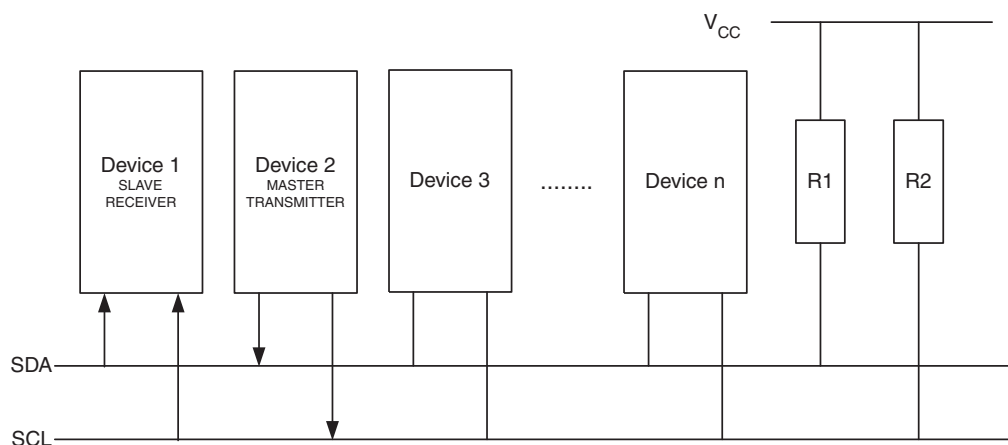 V_CC
Device 1
SLAVE
RECEIVER
Device 2
MASTER
TRANSMITTER
Device 3
........
Device n
R1
R2
SDA
SCL